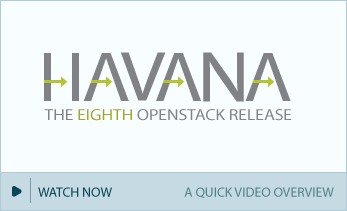 HAVANA
THE EIGHTH OPENSTACK RELEASE
WATCH NOW
A QUICK VIDEO OVERVIEW